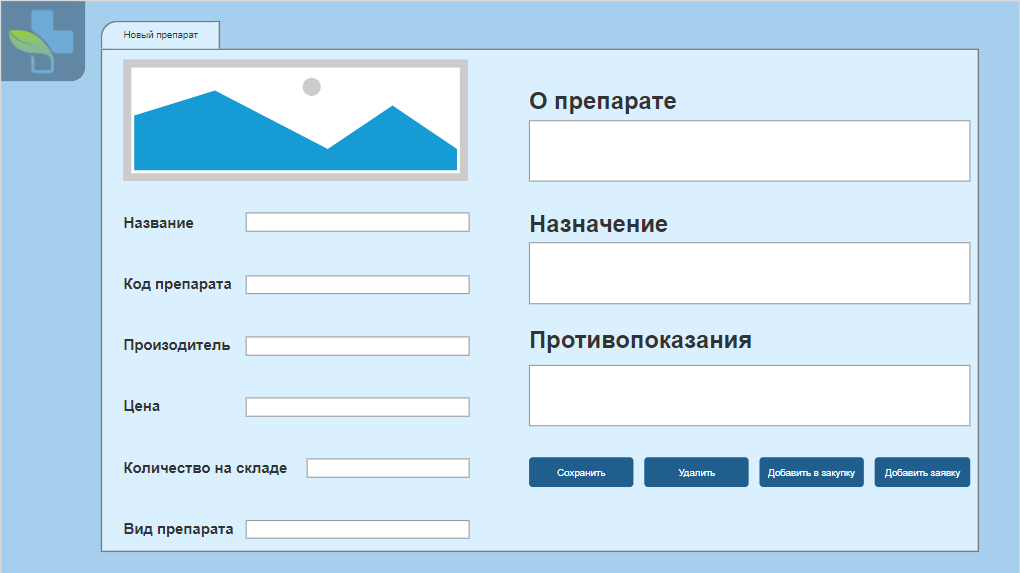 Новый препарат
Название
Код препарата
Произодитель
Цена
Количество на складе
Вид препарата
О препарате
Назначение
Противопоказания
Сохранить
Удалить
Добавить в закупку
Добавить заявку